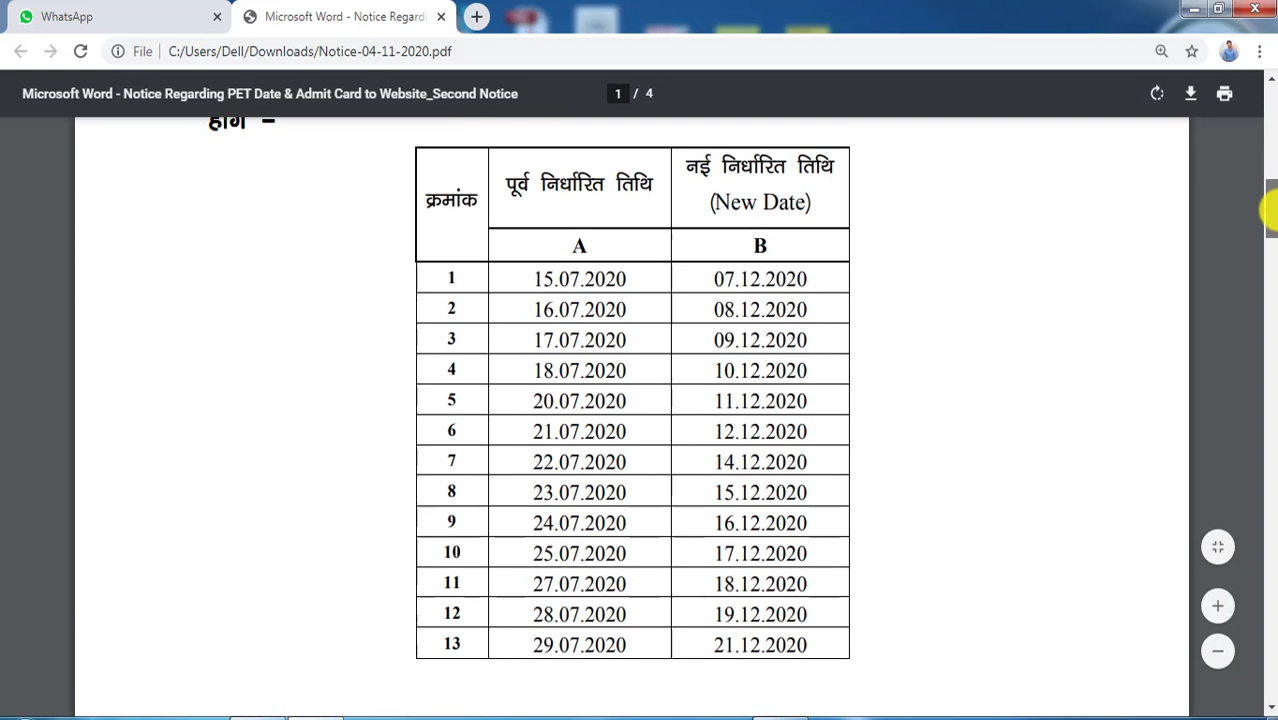 WhatsApp
Microsoft Word - Notice Regardi
File C:/Users/Dell/Downloads/Notice-04-11-2020.pdf
Microsoft Word - Notice Regarding PET Date & Admit Card to Website_Second Notice 1 / 4
होंगे –
क्रमांक पूर्व निर्धारित तिथि नई निर्धारित तिथि
(New Date)
A B
1 15.07.2020 07.12.2020
2 16.07.2020 08.12.2020
3 17.07.2020 09.12.2020
4 18.07.2020 10.12.2020
5 20.07.2020 11.12.2020
6 21.07.2020 12.12.2020
7 22.07.2020 14.12.2020
8 23.07.2020 15.12.2020
9 24.07.2020 16.12.2020
10 25.07.2020 17.12.2020
11 27.07.2020 18.12.2020
12 28.07.2020 19.12.2020
13 29.07.2020 21.12.2020